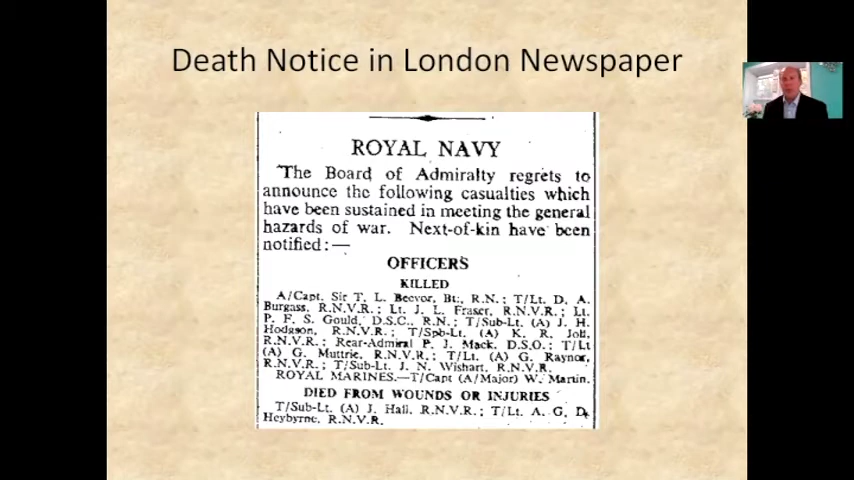 Death Notice in London Newspaper
ROYAL NAVY
The Board of Admiralty regrets to
announce the following casualties which
have been sustained in meeting the general
hazards of war. Next-of-kin have been
notified:—
OFFICERS
KILLED
A/Capt. Sir T. L. Beevor, Bt., R.N.; T/Lt. D. A.
Burgass, R.N.V.R.; Lt. J. L. Fraser, R.N.V.R.; Lt.
P. F. S. Gould, D.S.C., R.N.; T/Sub-Lt. (A) J. H.
Hodgson, R.N.V.R.; T/Sub-Lt. (A) K. R. Joll,
R.N.V.R.; Rear-Admiral P. J. Mack, D.S.O.; T/Lt
(A) G. Muttrie, R.N.V.R.; T/Lt. (A) G. Raynor,
R.N.V.R.; T/Sub-Lt. J. N. Wishart, R.N.V.R.
ROYAL MARINES.—T/Capt (A/Major) W. Martin.
DIED FROM WOUNDS OR INJURIES
T/Sub-Lt. (A) J. Hall, R.N.V.R.; T/Lt. A. G. D.
Heybyrne, R.N.V.R.